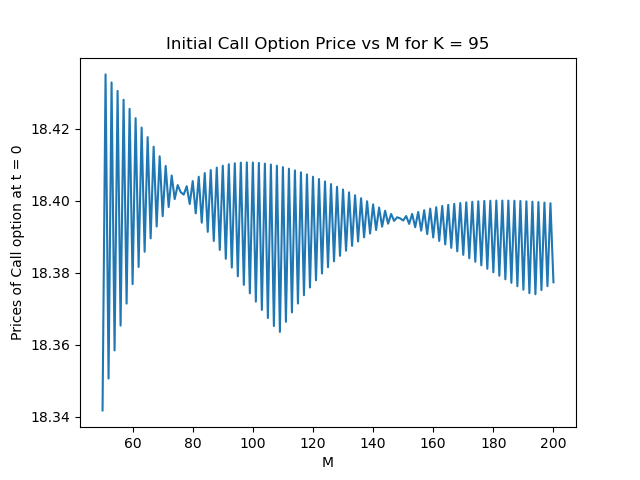 Initial Call Option Price vs M for K = 95
Prices of Call option at t = 0
18.42
18.40
18.38
18.36
18.34
60 80 100 120 140 160 180 200
M